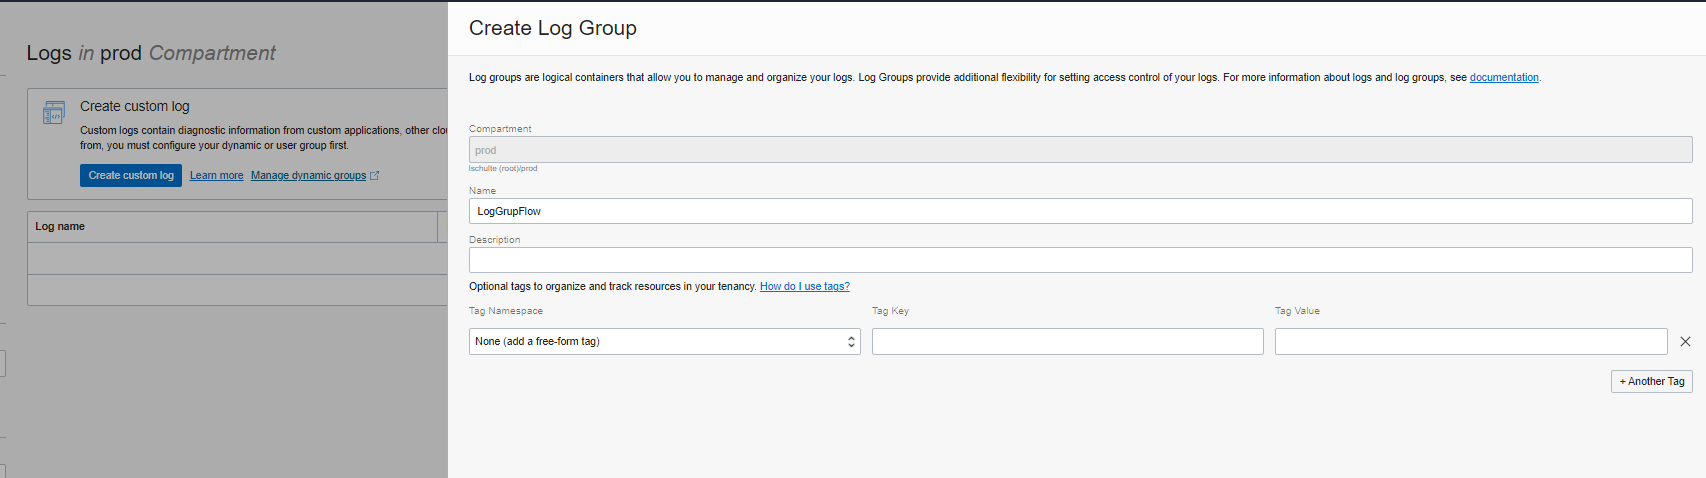 Logs in prod Compartment
Create custom log
Custom logs contain diagnostic information from custom applications, other clo
from, you must configure your dynamic or user group first.
Create custom log Learn more Manage dynamic groups
Log name
Create Log Group
Log groups are logical containers that allow you to manage and organize your logs. Log Groups provide additional flexibility for setting access control of your logs. For more information about logs and log groups, see documentation.
Compartment
prod
lschulte (root)/prod
Name
LogGrupFlow
Description
Optional tags to organize and track resources in your tenancy. How do I use tags?
Tag Namespace Tag Key Tag Value
None (add a free-form tag)
+ Another Tag